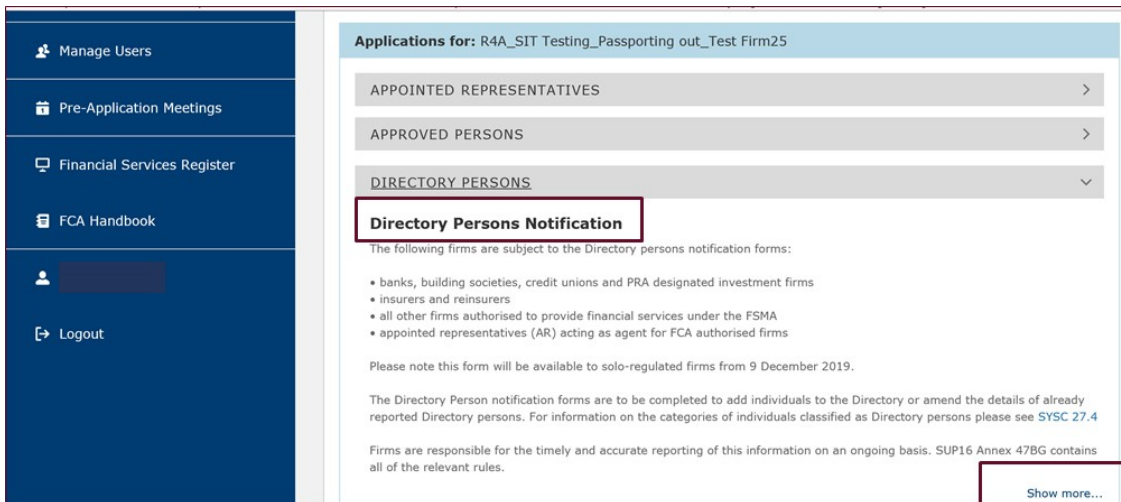 Manage Users
Pre-Application Meetings
Financial Services Register
FCA Handbook
Logout
Applications for: R4A_SIT Testing_Passporting out_Test Firm25
APPOINTED REPRESENTATIVES
APPROVED PERSONS
DIRECTORY PERSONS
Directory Persons Notification
The following firms are subject to the Directory persons notification forms:
• banks, building societies, credit unions and PRA designated investment firms
• insurers and reinsurers
• all other firms authorised to provide financial services under the FSMA
• appointed representatives (AR) acting as agent for FCA authorised firms
Please note this form will be available to solo-regulated firms from 9 December 2019.
The Directory Person notification forms are to be completed to add individuals to the Directory or amend the details of already
reported Directory persons. For information on the categories of individuals classified as Directory persons please see SYSC 27.4
Firms are responsible for the timely and accurate reporting of this information on an ongoing basis. SUP16 Annex 47BG contains
all of the relevant rules.
Show more...